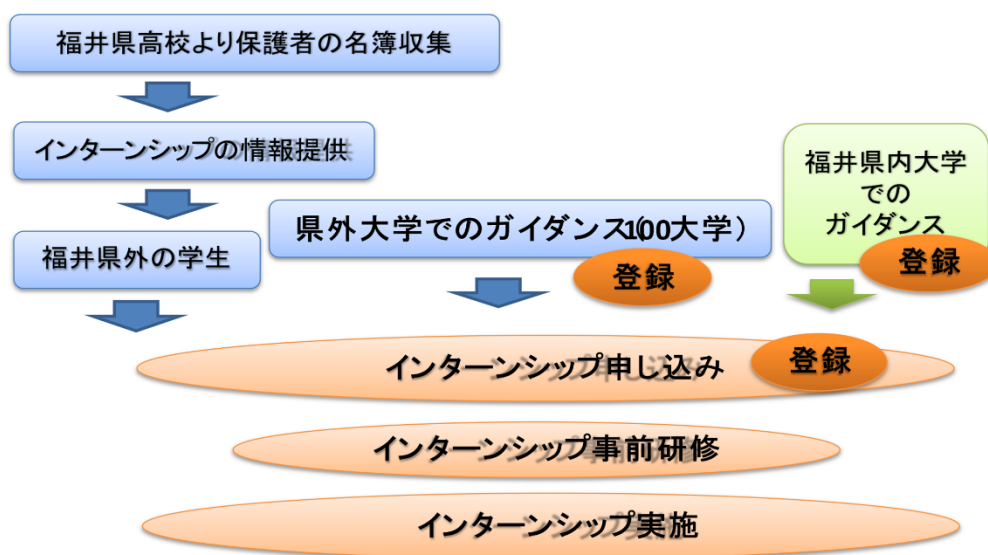 福井県高校より保護者の名簿収集
インターンシップの情報提供
福井県外の学生
県外大学でのガイダンス(100大学)
登録
福井県内大学
での
ガイダンス
登録
インターンシップ申し込み
登録
インターンシップ事前研修
インターンシップ実施